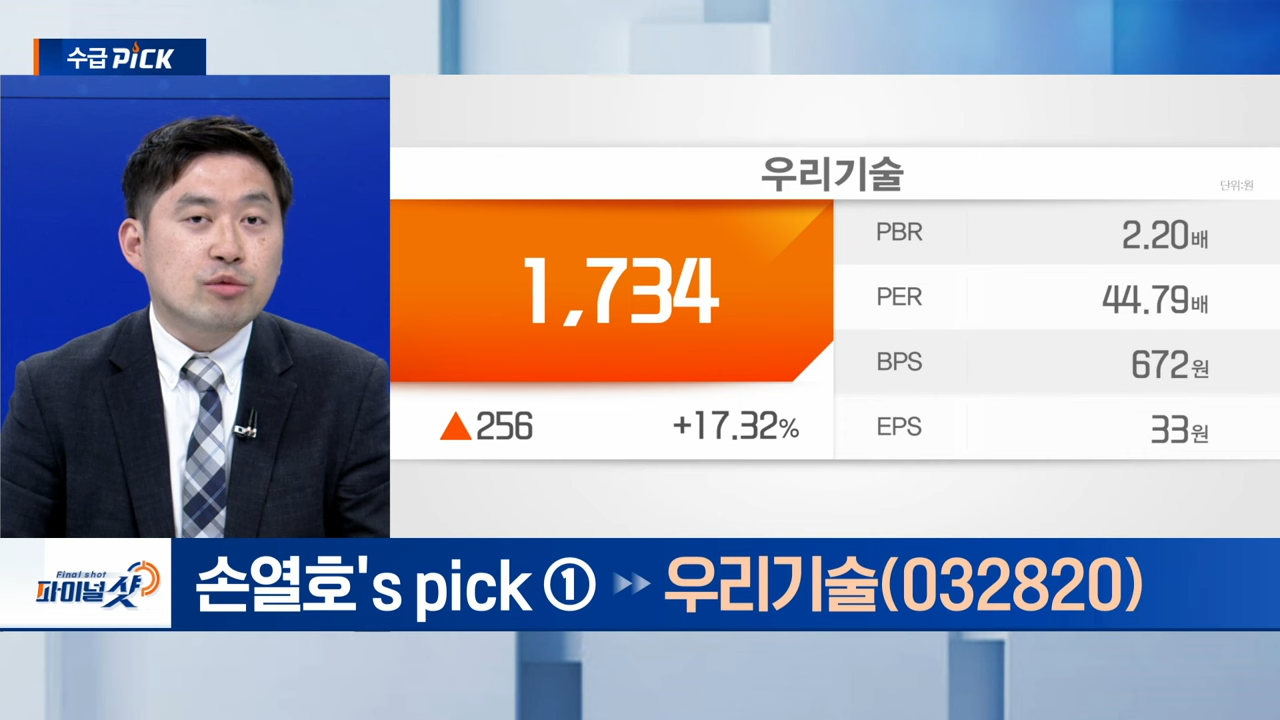 수급 PiCK
우리기술
단위:원
1,734
▲256 +17.32%
PBR 2.20배
PER 44.79배
BPS 672원
EPS 33원
Final shot
파이널샷
손열호's pick ① ▶▶ 우리기술(032820)